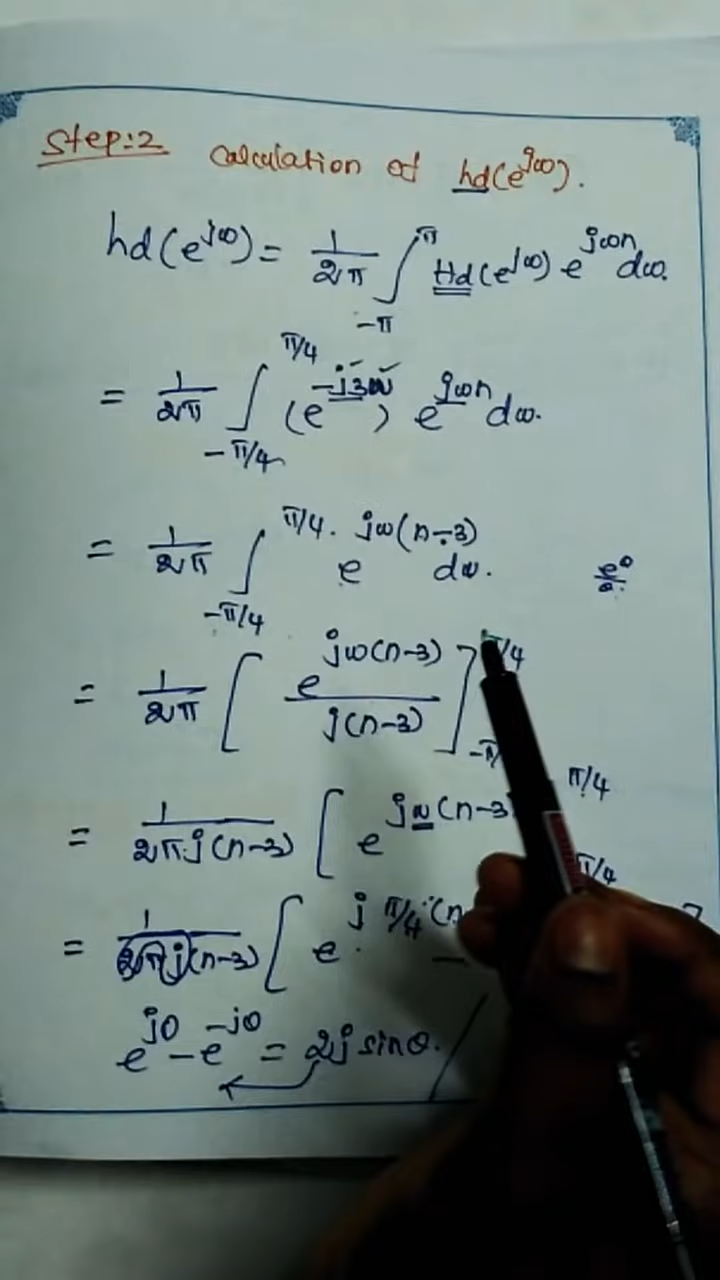 Step:2 Calculation of hd(e^jω).
hd(e^jω) = 1/2π ∫_{-π}^{π} Hd(e^jω) e^jωn dω.
= 1/2π ∫_{-π/4}^{π/4} (e^-j3ω) e^jωn dω.
= 1/2π ∫_{-π/4}^{π/4} e^jω(n-3) dω.
= 1/2π [ e^jω(n-3) / j(n-3) ]
= 1/2πj(n-3) [ e^jω(n-3 π/4
= 1/2πj(n-3) [ e^j π/4 (n
e^jθ - e^-jθ = 2j sinθ.